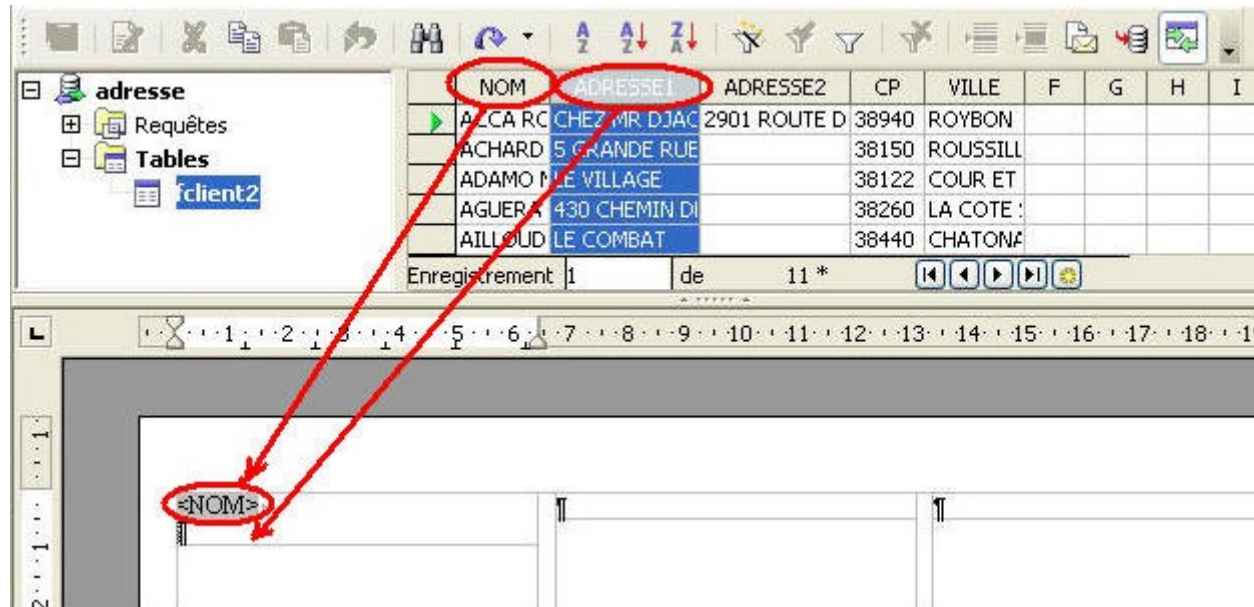 adresse
Requêtes
Tables
fclient2
NOM ADRESSE1 ADRESSE2 CP VILLE F G H I
CHEZ MR DJAC 2901 ROUTE D 38940 ROYBON
ACHARD 5 GRANDE RUE 38150 ROUSSILL
ADAMO LE VILLAGE 38122 COUR ET
AGUERA 430 CHEMIN DI 38260 LA COTE
AILLOUD LE COMBAT 38440 CHATONA
Enregistrement 1 de 11 *
1 2 3 4 5 6 7 8 9 10 11 12 13 14 15 16 17 18
1
<NOM>
¶ ¶
¶
1
2